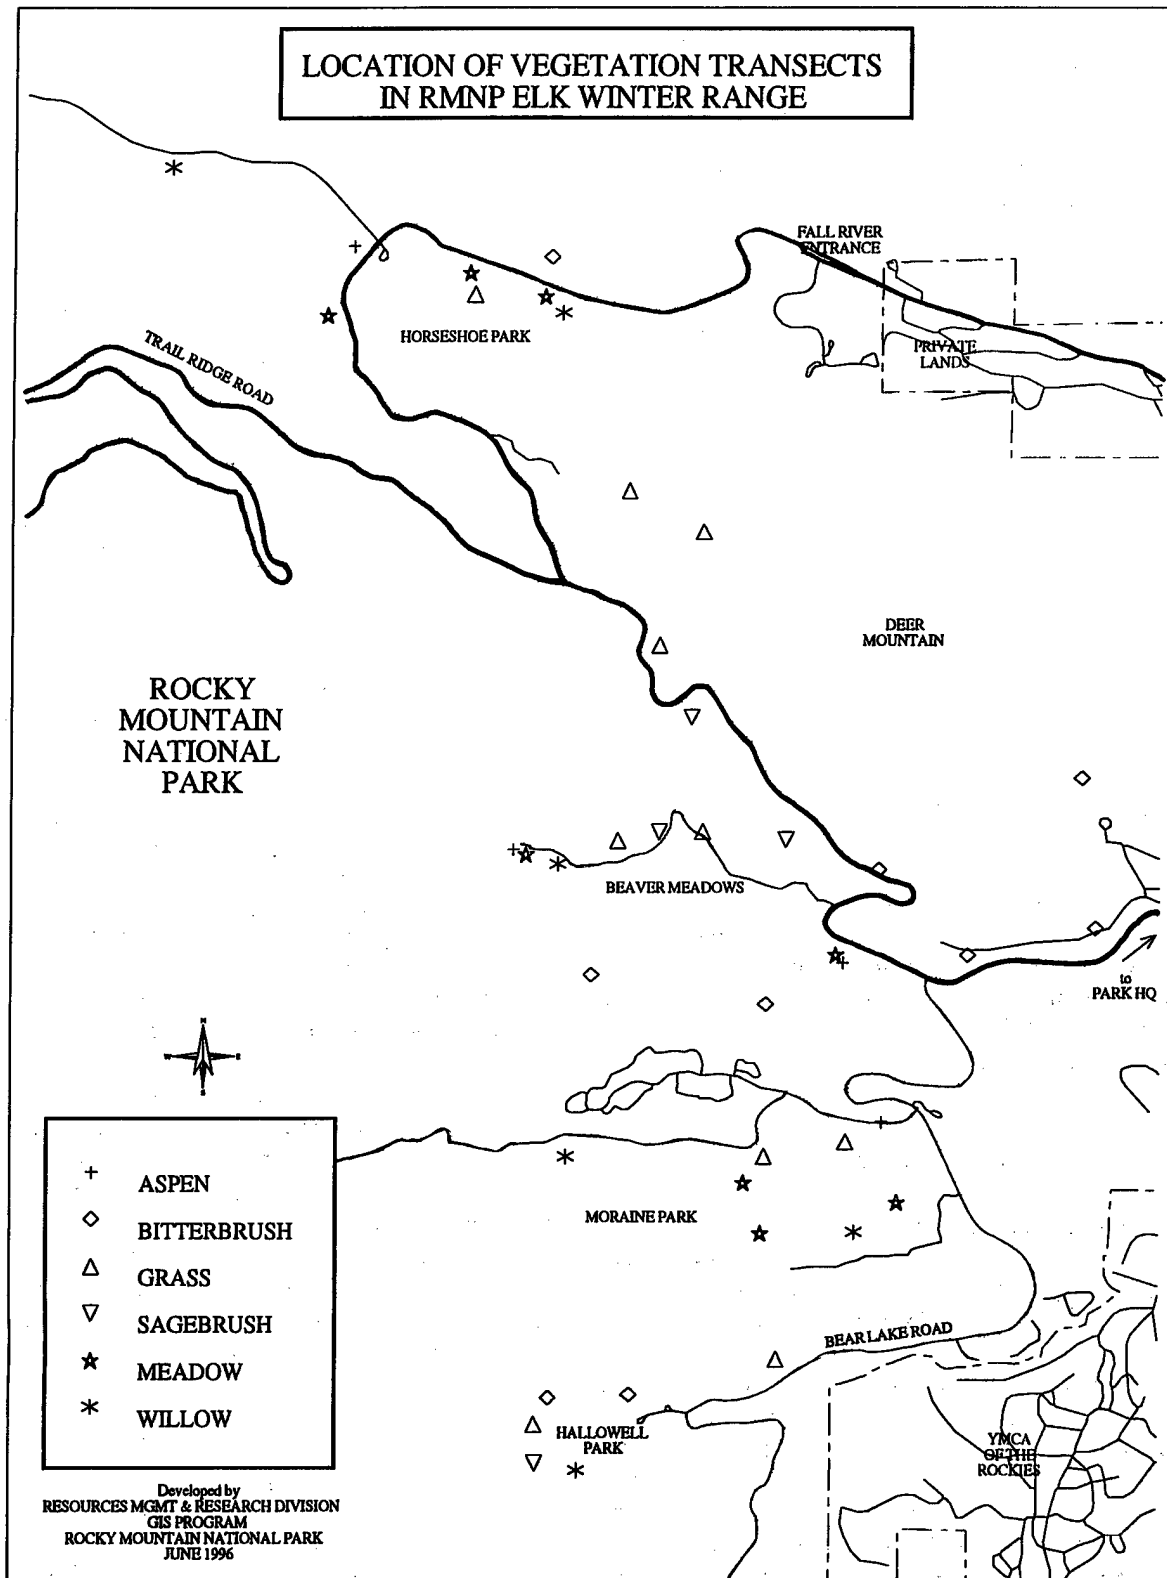 LOCATION OF VEGETATION TRANSECTS
IN RMNP ELK WINTER RANGE
FALL RIVER
ENTRANCE
HORSESHOE PARK
TRAIL RIDGE ROAD
PRIVATE
LANDS
DEER
MOUNTAIN
ROCKY
MOUNTAIN
NATIONAL
PARK
BEAVER MEADOWS
to
PARK HQ
N
W
E
S
MORAINE PARK
ASPEN
BITTERBRUSH
GRASS
SAGEBRUSH
MEADOW
WILLOW
BEAR LAKE ROAD
HALLOWELL
PARK
YMCA
OF THE
ROCKIES
Developed by
RESOURCES MGMT & RESEARCH DIVISION
GIS PROGRAM
ROCKY MOUNTAIN NATIONAL PARK
JUNE 1996